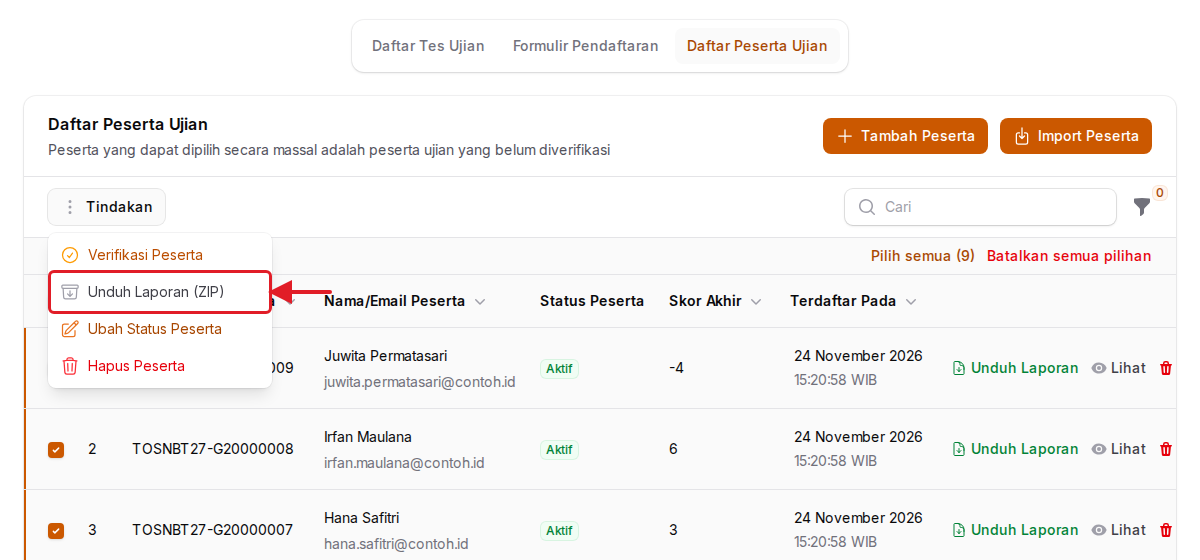 Daftar Tes Ujian Formulir Pendaftaran Daftar Peserta Ujian
Daftar Peserta Ujian
Peserta yang dapat dipilih secara massal adalah peserta ujian yang belum diverifikasi
Tambah Peserta Import Peserta
Tindakan
Cari
0
Verifikasi Peserta
Unduh Laporan (ZIP)
Ubah Status Peserta
Hapus Peserta
Pilih semua (9) Batalkan semua pilihan
Nama/Email Peserta Status Peserta Skor Akhir Terdaftar Pada
009 Juwita Permatasari Aktif -4 24 November 2026 Unduh Laporan Lihat
juwita.permatasari@contoh.id 15:20:58 WIB
2 TOSNBT27-G20000008 Irfan Maulana Aktif 6 24 November 2026 Unduh Laporan Lihat
irfan.maulana@contoh.id 15:20:58 WIB
3 TOSNBT27-G20000007 Hana Safitri Aktif 3 24 November 2026 Unduh Laporan Lihat
hana.safitri@contoh.id 15:20:58 WIB